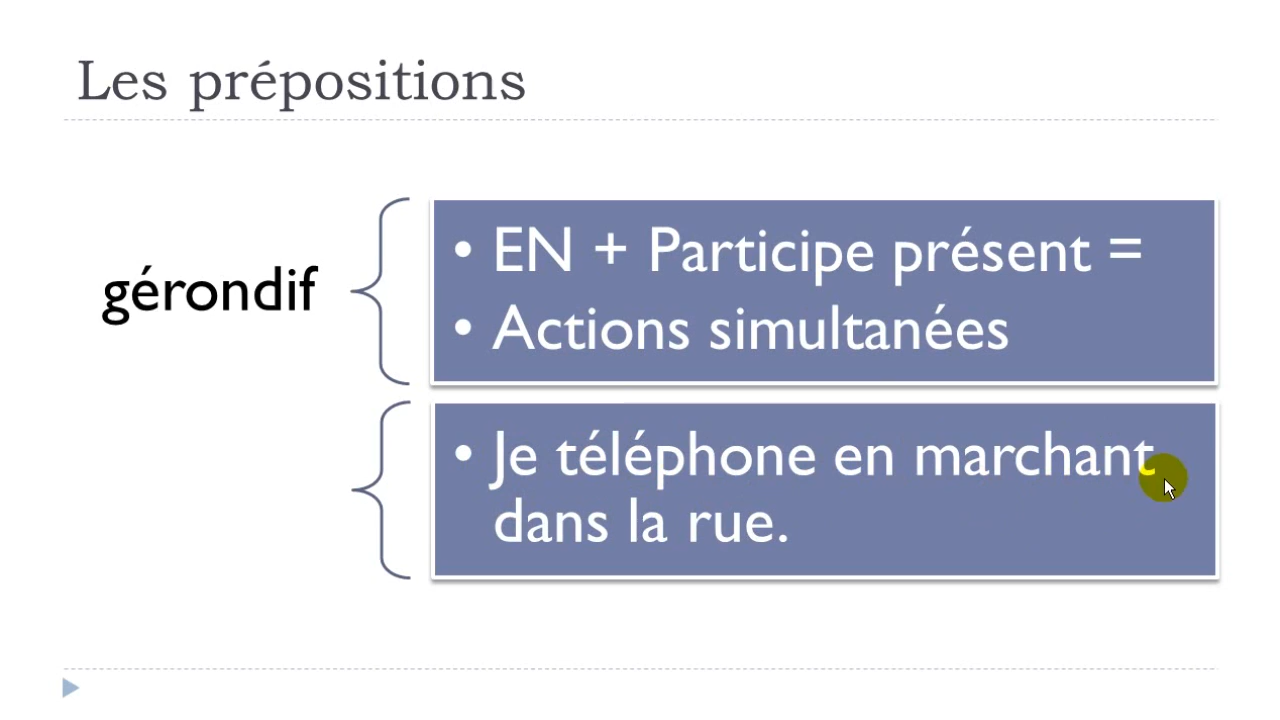 Les prépositions
gérondif
• EN + Participe présent =
• Actions simultanées
• Je téléphone en marchant
dans la rue.